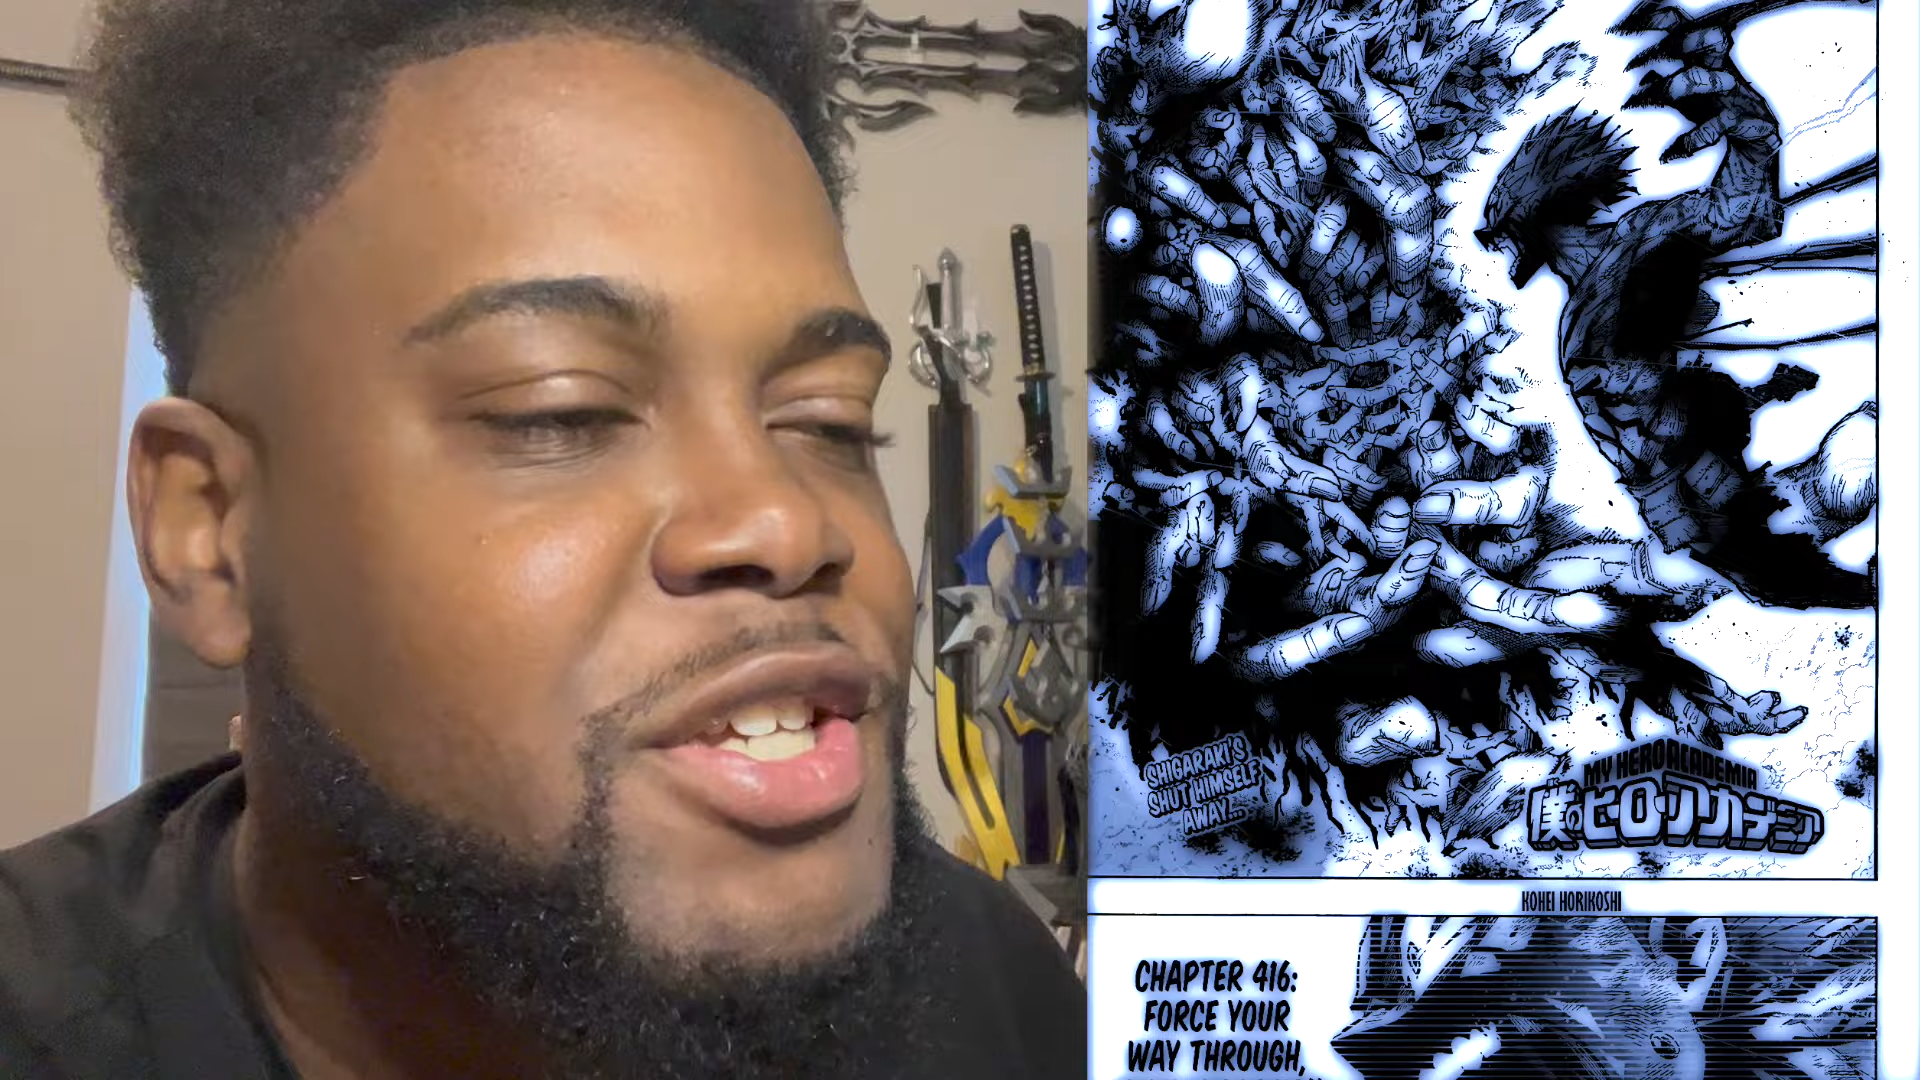 SHIGARAKI'S
SHUT HIMSELF
AWAY...
MY HERO ACADEMIA
僕のヒーローアカデミア
KOHEI HORIKOSHI
CHAPTER 416:
FORCE YOUR
WAY THROUGH,